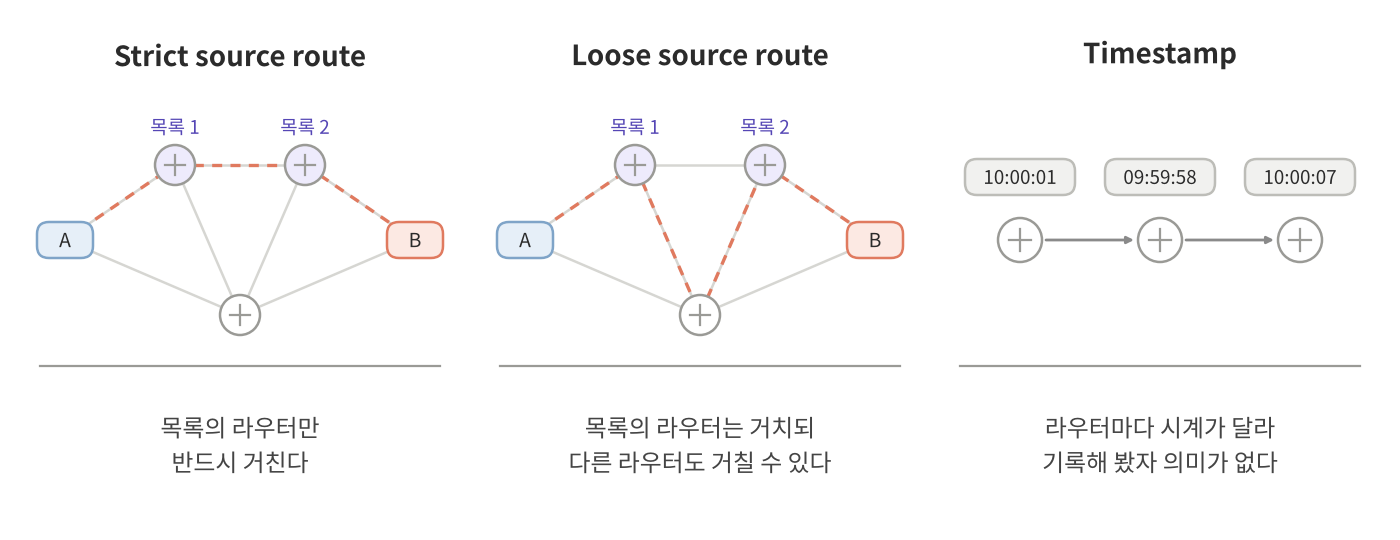 Strict source route
목록 1
목록 2
A
B
목록의 라우터만
반드시 거친다
Loose source route
목록 1
목록 2
A
B
목록의 라우터는 거치되
다른 라우터도 거칠 수 있다
Timestamp
10:00:01
09:59:58
10:00:07
라우터마다 시계가 달라
기록해 봤자 의미가 없다